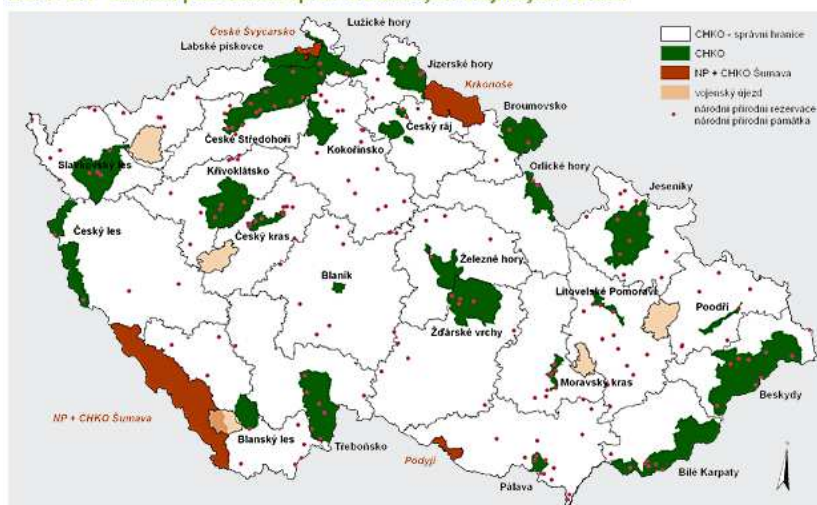 České Švýcarsko
Lužické hory
Labské pískovce
Jizerské hory
Krkonoše
Broumovsko
České Středohoří
Kokořínsko
Český ráj
Slavkovský les
Křivoklátsko
Orlické hory
Jeseníky
Český les
Český kras
Blaník
Železné hory
Litovelské Pomoraví
Poodří
Žďárské vrchy
Moravský kras
Beskydy
NP + CHKO Šumava
Blanský les
Třeboňsko
Podyjí
Pálava
Bílé Karpaty
CHKO - správní hranice
CHKO
NP + CHKO Šumava
vojenský újezd
národní přírodní rezervace
národní přírodní památka